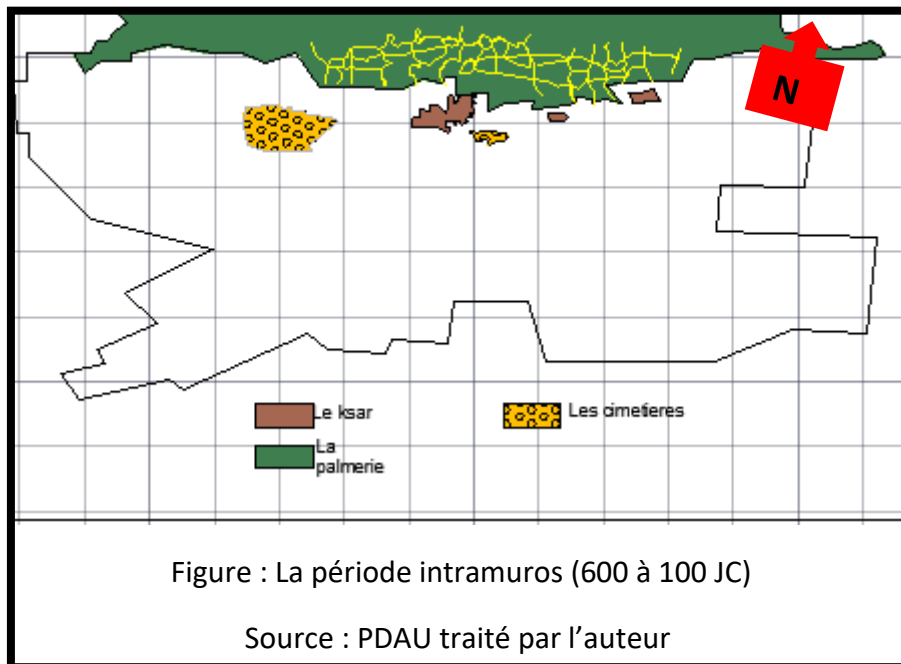 N
Le ksar
Les cimetieres
La
palmerie
Figure : La période intramuros (600 à 100 JC)
Source : PDAU traité par l’auteur